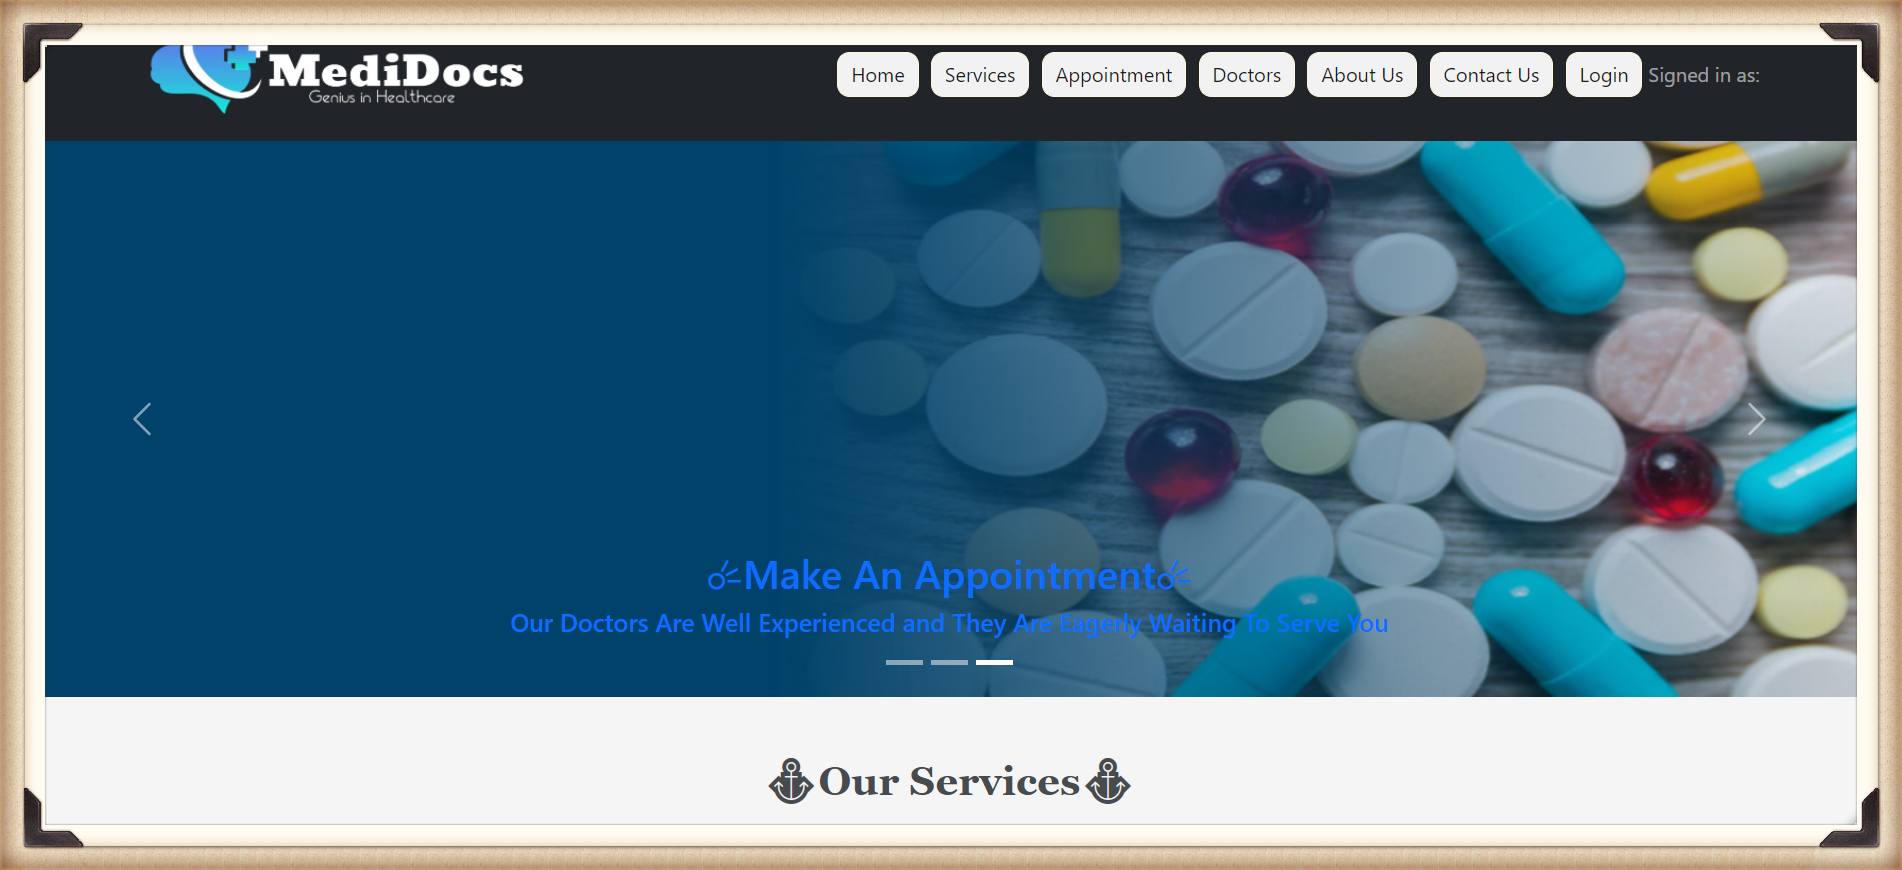 MediDocs
Genius in Healthcare
Home Services Appointment Doctors About Us Contact Us Login Signed in as:
Make An Appointment
Our Doctors Are Well Experienced and They Are Eagerly Waiting To Serve You
Our Services